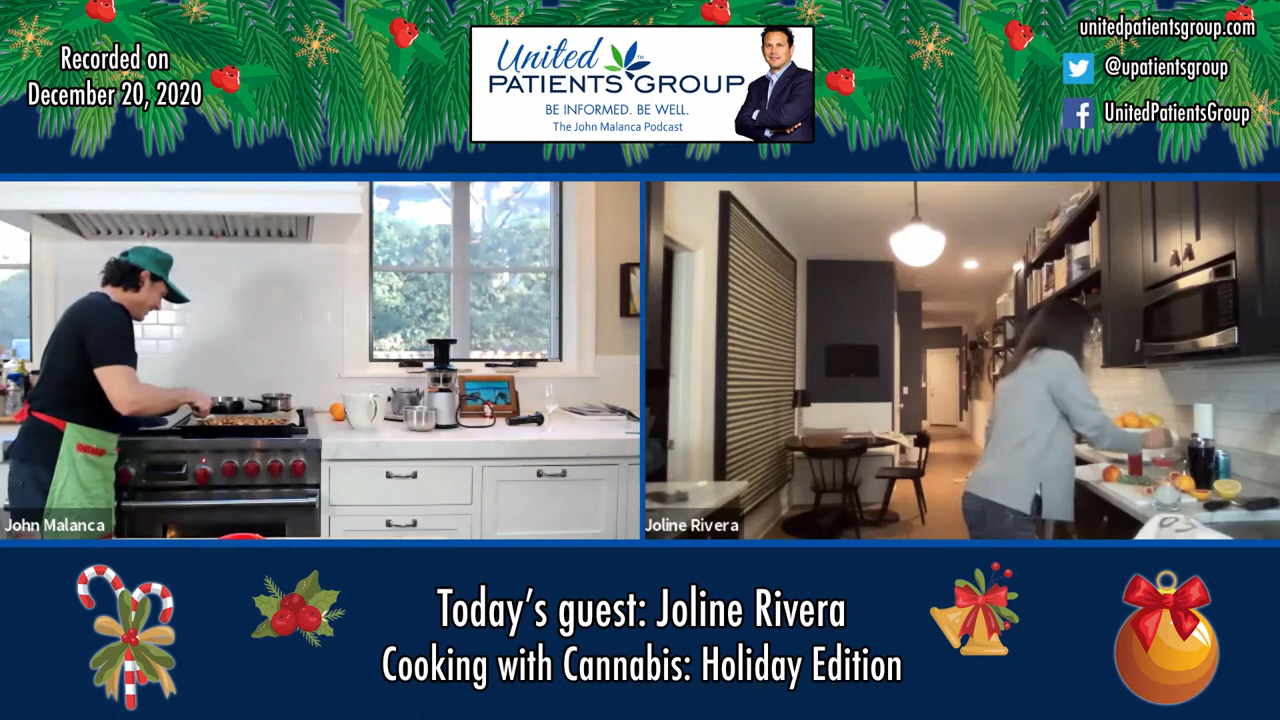 Recorded on
December 20, 2020
United
PATIENTS GROUP
BE INFORMED. BE WELL.
The John Malanca Podcast
unitedpatientsgroup.com
@upatientsgroup
UnitedPatientsGroup
John Malanca
Joline Rivera
Today's guest: Joline Rivera
Cooking with Cannabis: Holiday Edition